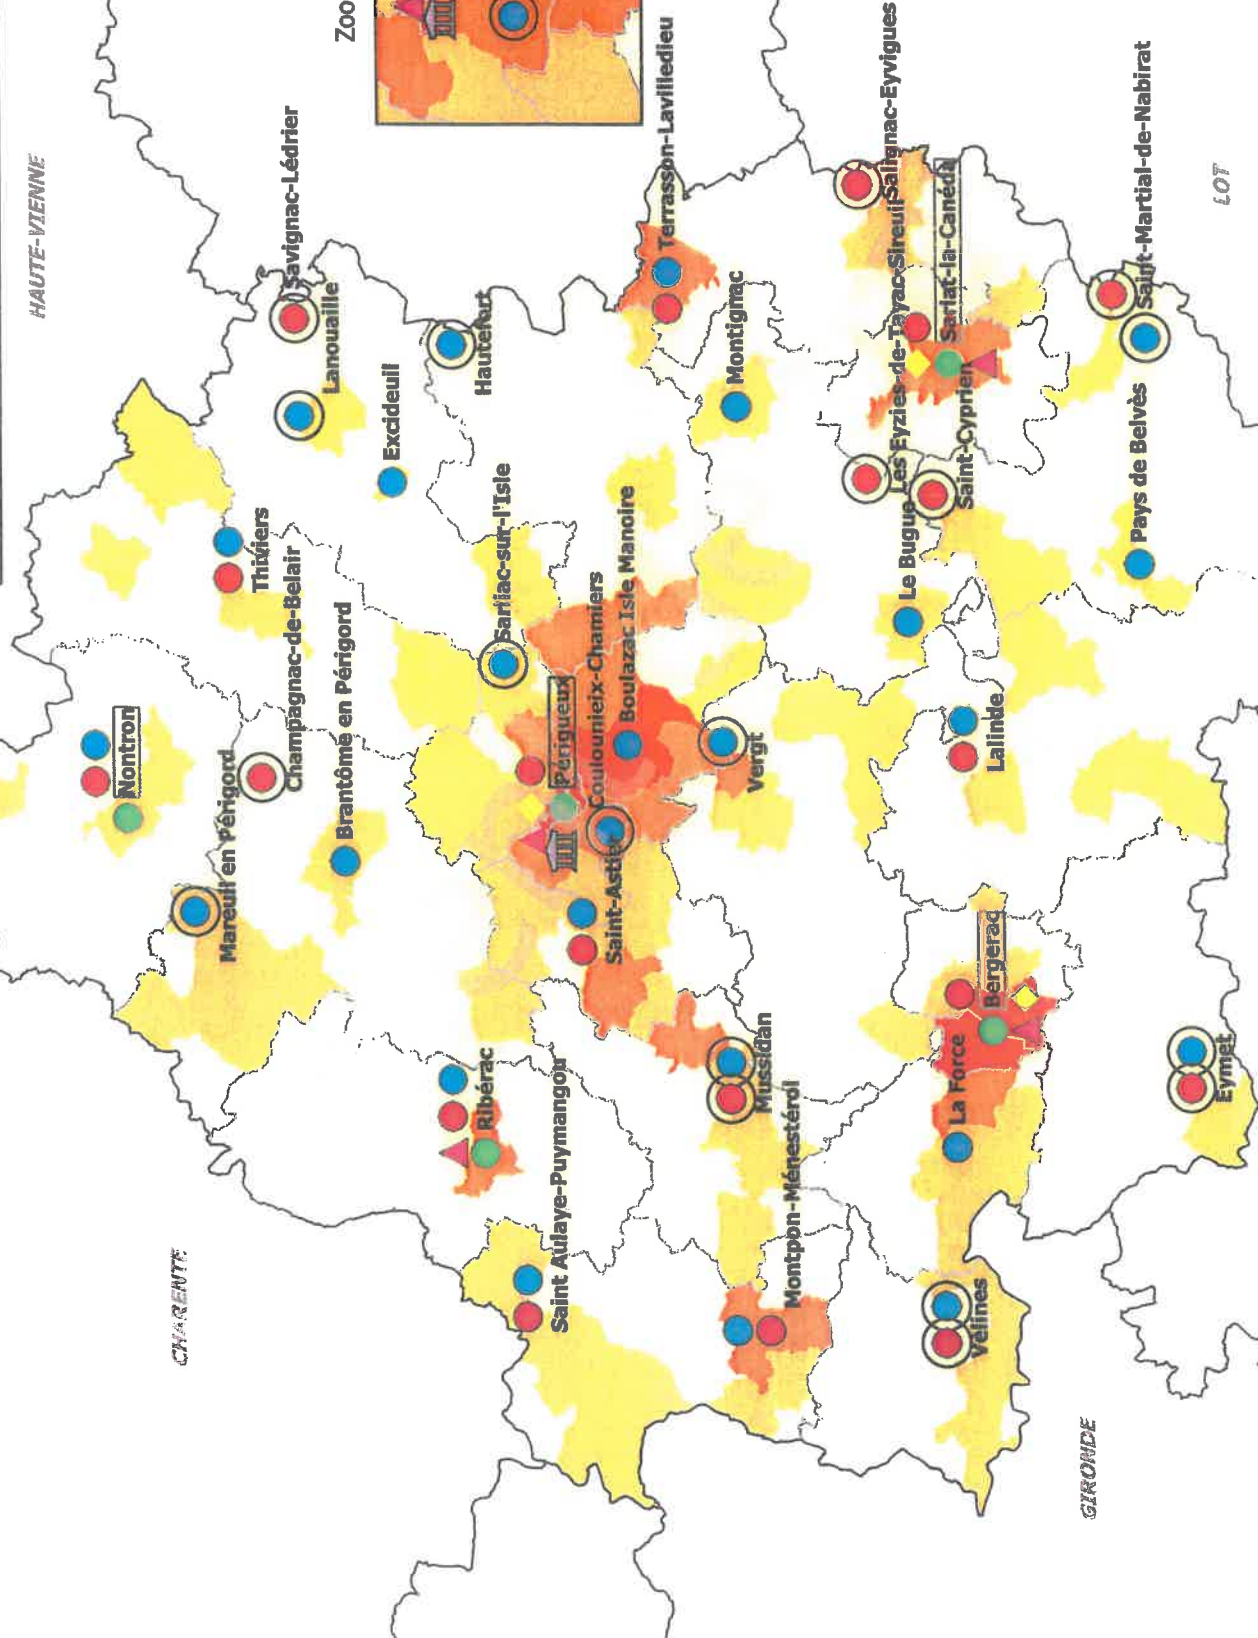 HAUTE-VIENNE
Zoo
Savignac-Lédrier
Lanouaille
Hautefort
Excideuil
Thiviers
Nontron
Champagnac-de-Belair
Mareuil en Périgord
Brantôme en Périgord
Sarliac-sur-l'Isle
Périgueux
Coulounieix-Chamiers
Boulazac Isle Manoire
Saint-Astier
Vergt
Terrasson-Lavilledieu
Montignac
Salignac-Eyvigues
Les Eyzies-de-Tayac-Sireuil
Sarlat-la-Canéda
Saint-Cyprien
Le Bugue
Saint-Martial-de-Nabirat
Pays de Belvès
LOT
Lalinde
Ribérac
Saint Aulaye-Puymangou
Mussidan
Montpon-Ménestérol
La Force
Bergerac
Eymet
Vélines
CHARENTE
GIRONDE